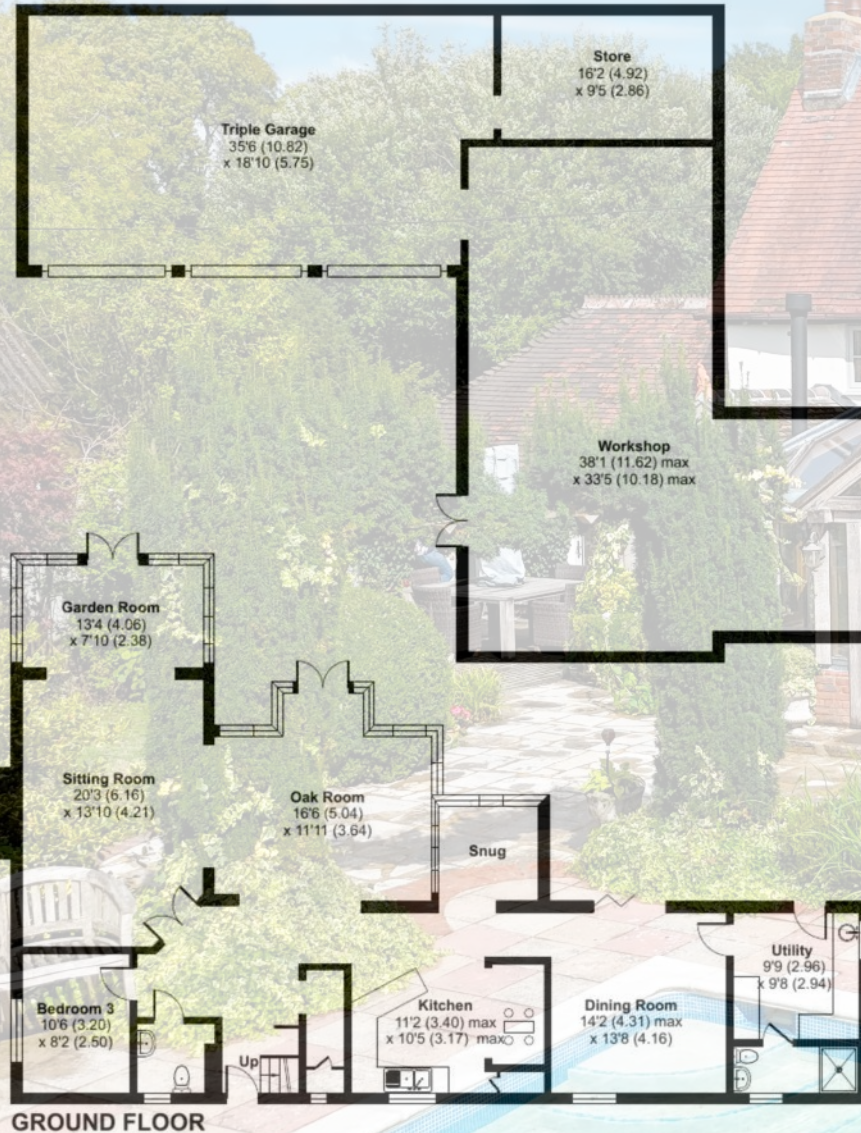 Store
16'2 (4.92)
x 9'5 (2.86)
Triple Garage
35'6 (10.82)
x 18'10 (5.75)
Workshop
38'1 (11.62) max
x 33'5 (10.18) max
Garden Room
13'4 (4.06)
x 7'10 (2.38)
Sitting Room
20'3 (6.16)
x 13'10 (4.21)
Oak Room
16'6 (5.04)
x 11'11 (3.64)
Snug
Utility
9'9 (2.96)
x 9'8 (2.94)
Bedroom 3
10'6 (3.20)
x 8'2 (2.50)
Up
Kitchen
11'2 (3.40) max
x 10'5 (3.17) max
Dining Room
14'2 (4.31) max
x 13'8 (4.16)
GROUND FLOOR